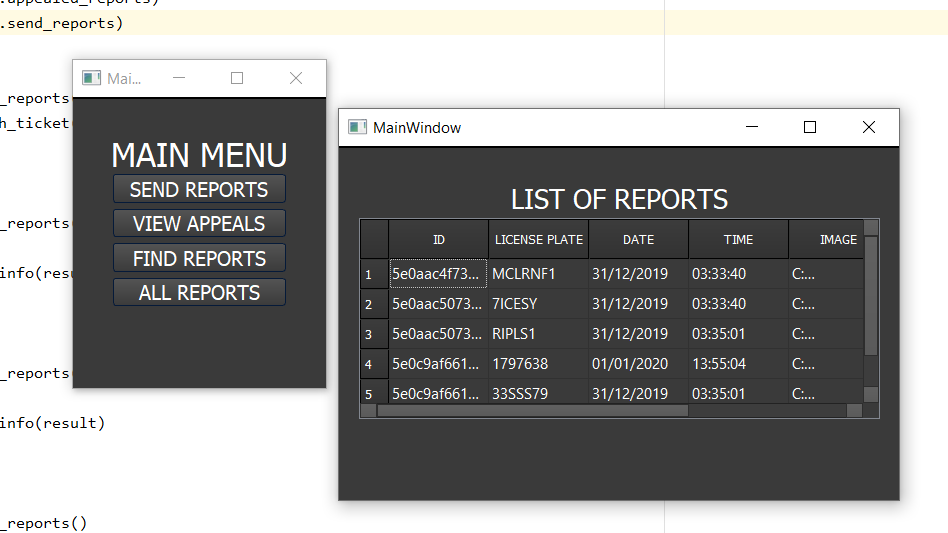 .appealed_reports)
.send_reports)
_reports
h_ticket(
_reports(
info(resu
_reports(
info(result)
_reports()
Mai...
MAIN MENU
SEND REPORTS
VIEW APPEALS
FIND REPORTS
ALL REPORTS
MainWindow
LIST OF REPORTS
ID LICENSE PLATE DATE TIME IMAGE
1 5e0aac4f73... MCLRNF1 31/12/2019 03:33:40 C:...
2 5e0aac5073... 7ICESY 31/12/2019 03:33:40 C:...
3 5e0aac5073... RIPLS1 31/12/2019 03:35:01 C:...
4 5e0c9af661... 1797638 01/01/2020 13:55:04 C:...
5 5e0c9af661... 33SSS79 31/12/2019 03:35:01 C:...